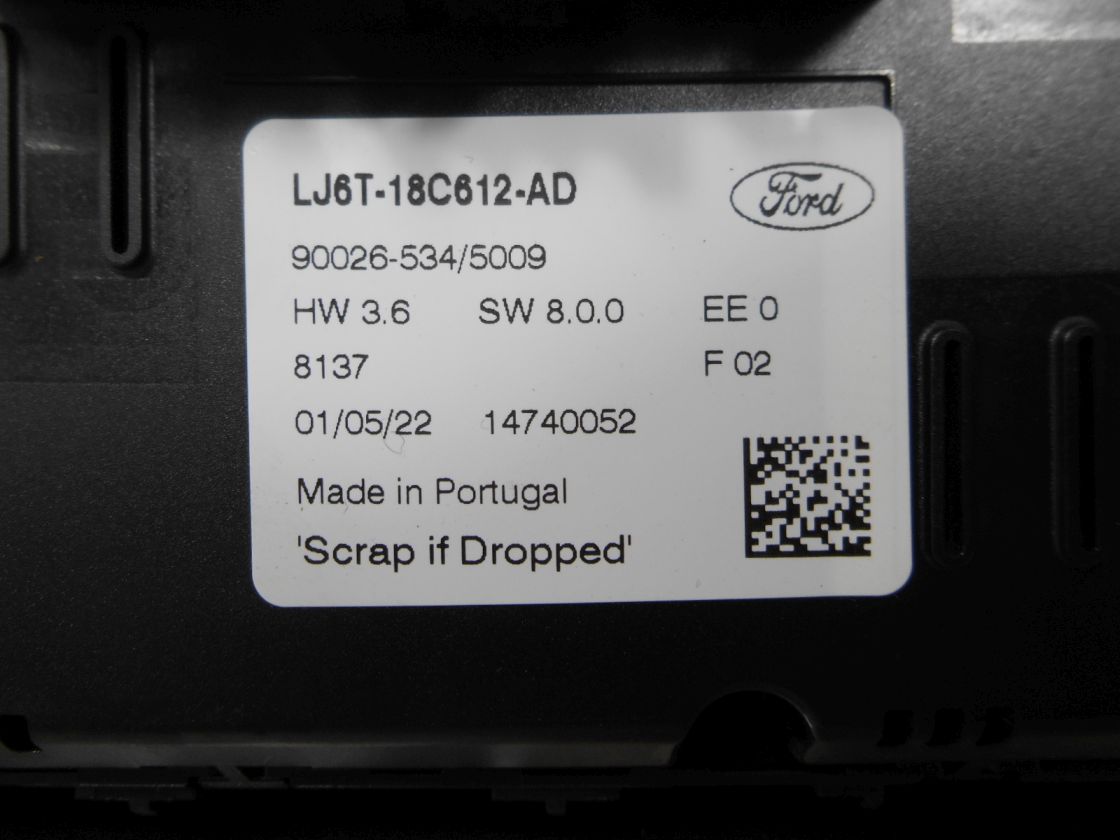 LJ6T-18C612-AD
Ford
90026-534/5009
HW 3.6 SW 8.0.0 EE 0
8137 F 02
01/05/22 14740052
Made in Portugal
'Scrap if Dropped'